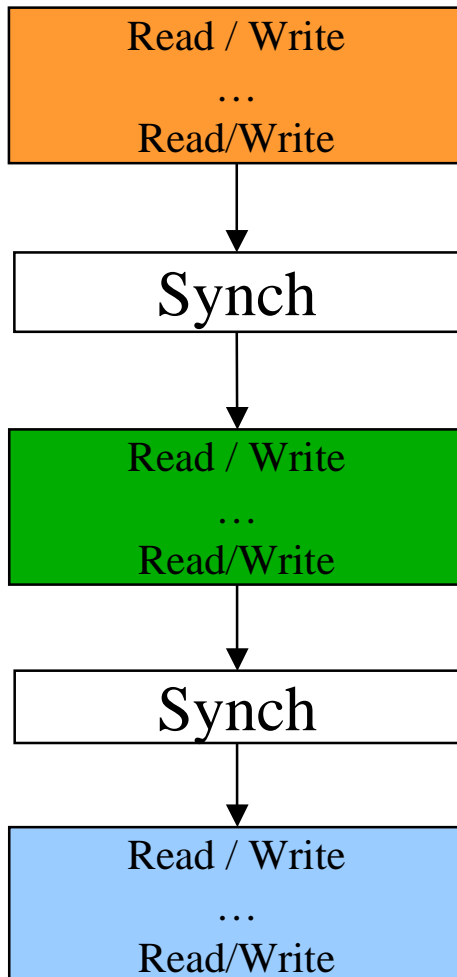 Read / Write
…
Read/Write
Synch
Read / Write
…
Read/Write
Synch
Read / Write
…
Read/Write